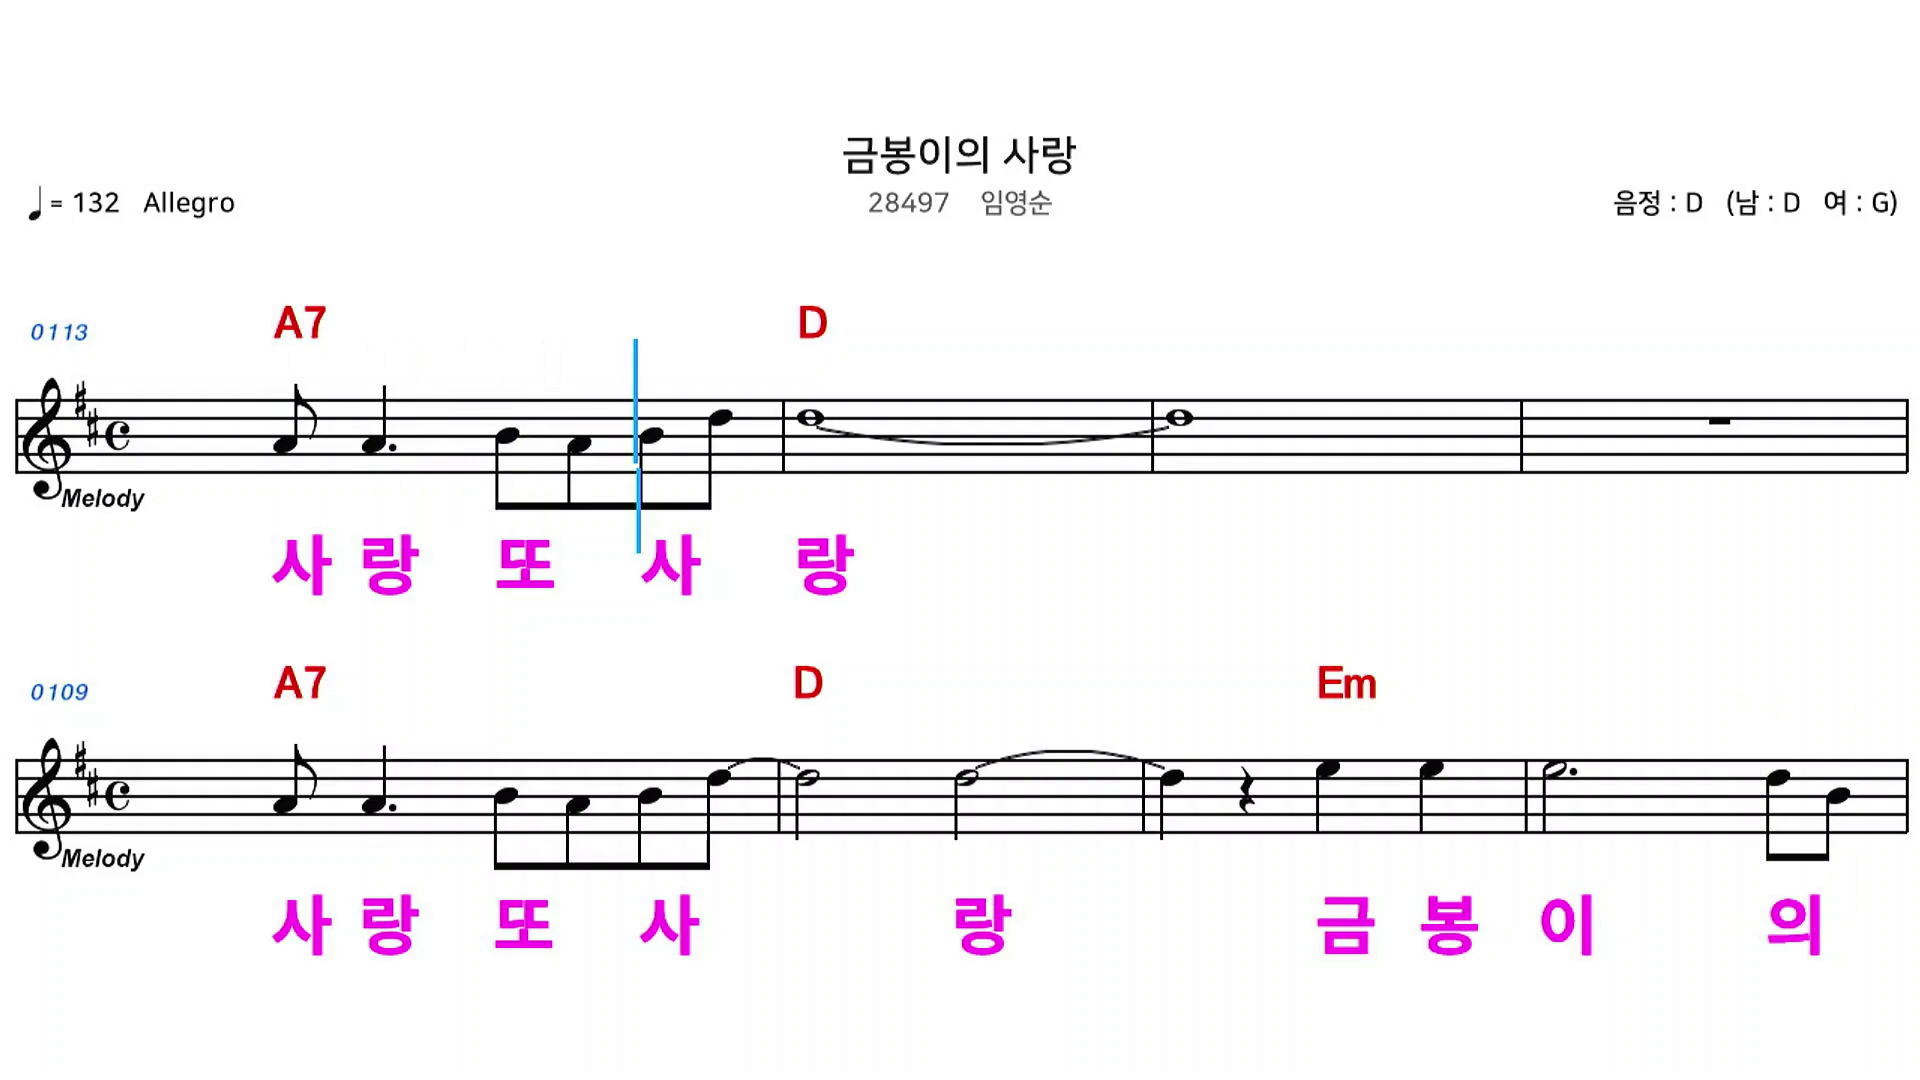 금봉이의 사랑
♩= 132 Allegro 28497 임영순 음정 : D (남 : D 여 : G)
0113 A7 D
Melody
사 랑 또 사 랑
0109 A7 D Em
Melody
사 랑 또 사 랑 금 봉 이 의